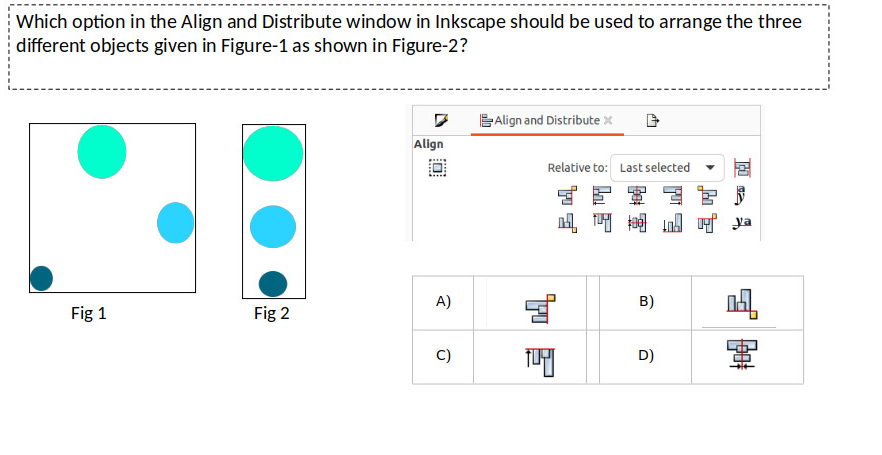 Which option in the Align and Distribute window in Inkscape should be used to arrange the three
different objects given in Figure-1 as shown in Figure-2?
Align and Distribute
Align
Relative to: Last selected
Fig 1
Fig 2
A)
B)
C)
D)